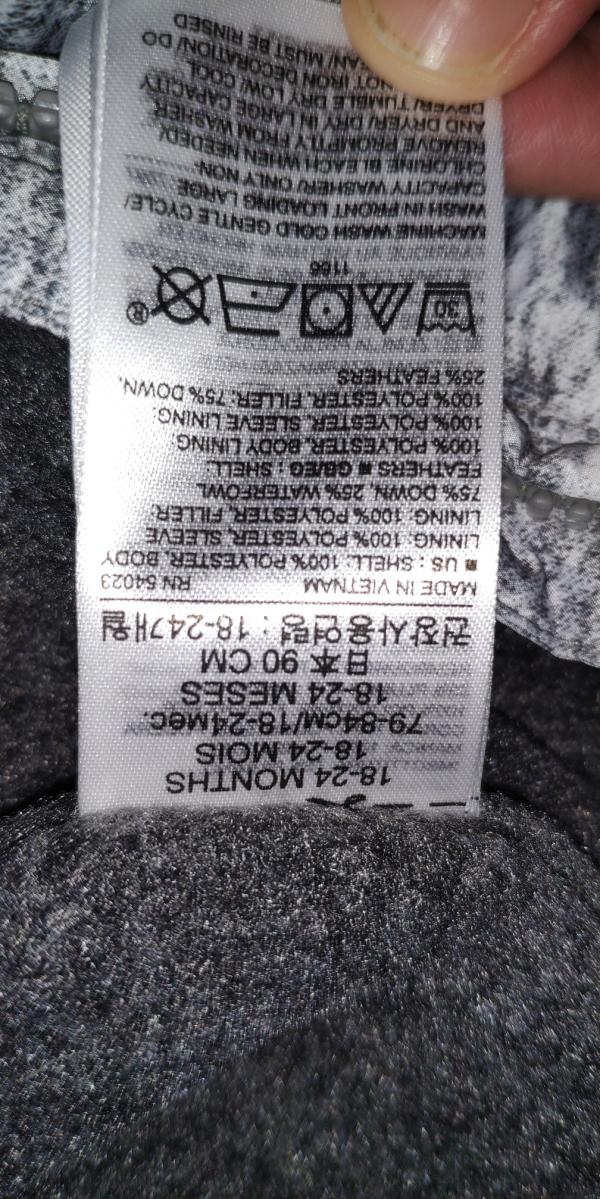 18-24 MONTHS
18-24 MOIS
79-84см/18-24мес.
18-24 MESES
日本 90 CM
권장사용연령 : 18-24개월
MADE IN VIETNAM RN 54023
■ US : SHELL: 100% POLYESTER, BODY
LINING: 100% POLYESTER, SLEEVE
LINING: 100% POLYESTER, FILLER:
75% DOWN, 25% WATERFOWL
FEATHERS ■ GB/EG : SHELL:
100% POLYESTER, BODY LINING:
100% POLYESTER, SLEEVE LINING:
100% POLYESTER, FILLER: 75% DOWN,
25% FEATHERS
30
®
1166
MACHINE WASH COLD GENTLE CYCLE/
WASH IN FRONT LOADING LARGE
CAPACITY WASHER/ ONLY NON-
CHLORINE BLEACH WHEN NEEDED/
REMOVE PROMPTLY FROM WASHER
AND DRYER/ DRY IN LARGE CAPACITY
DRYER/ TUMBLE DRY LOW/ COOL
NOT IRON DECORATION/ DO
MUST BE RINSED